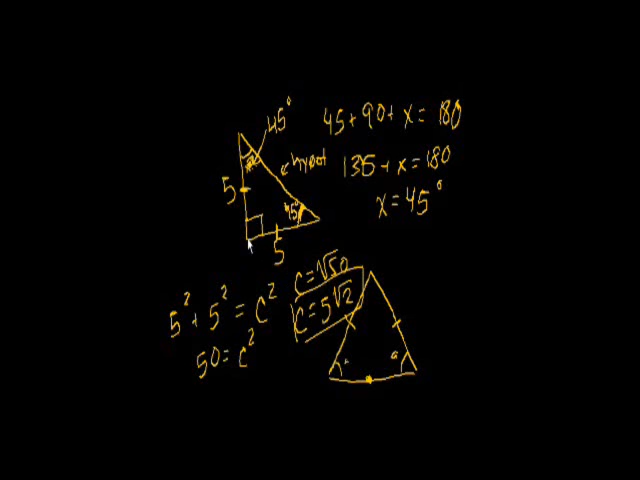 45°
45 + 90 + x = 180
hypot
135 + x = 180
5
45°
x = 45°
5
5² + 5² = c²
c = √50
50 = c²
c = 5√2